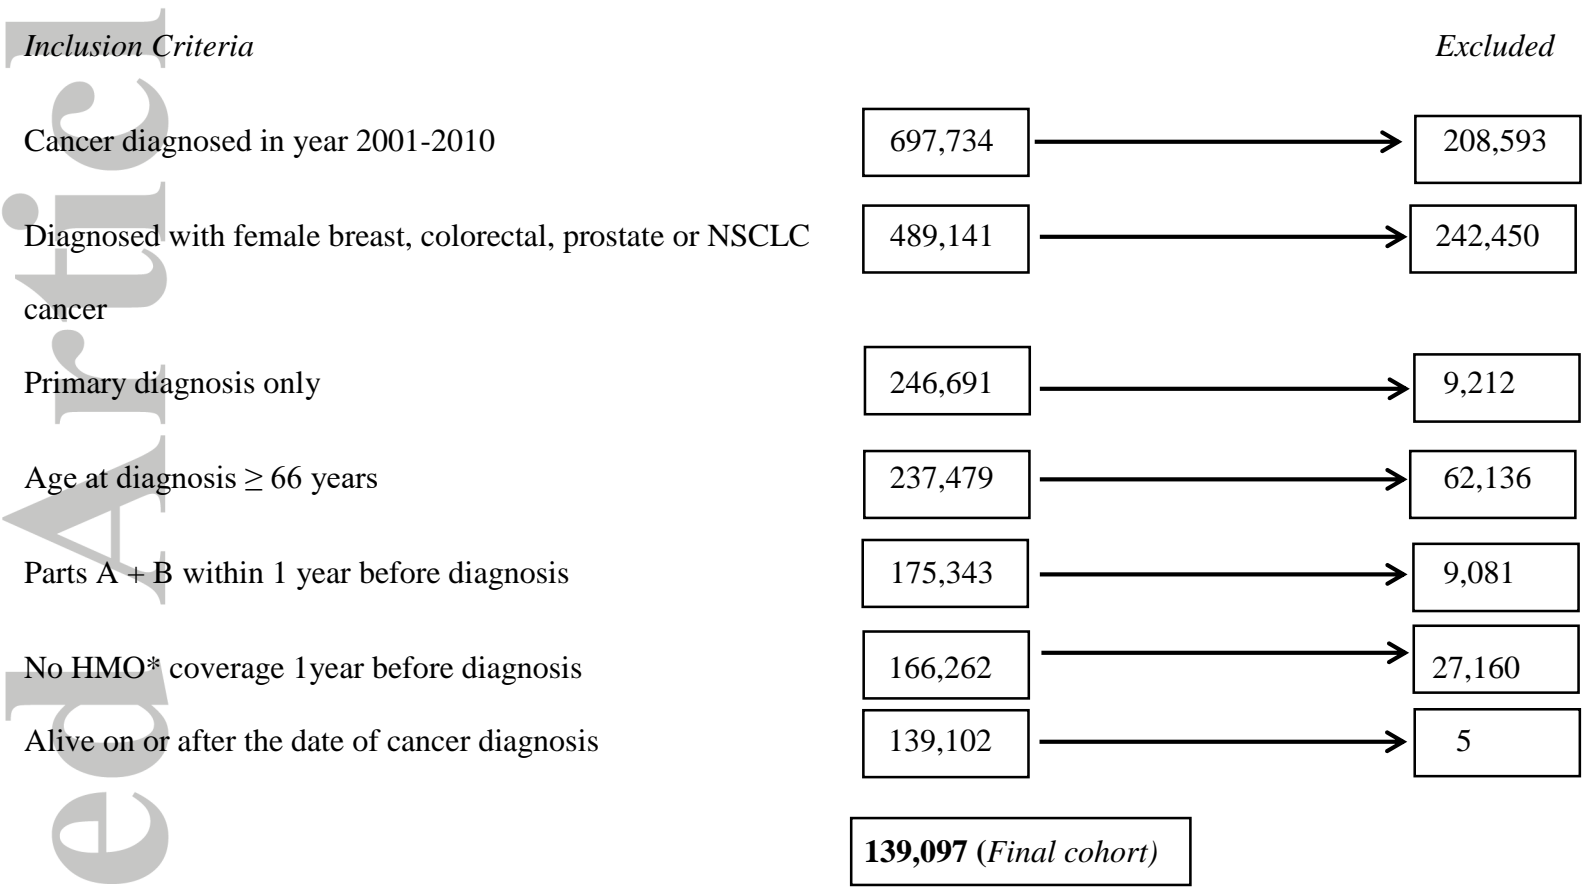 Inclusion Criteria Excluded
Cancer diagnosed in year 2001-2010 697,734 208,593
Diagnosed with female breast, colorectal, prostate or NSCLC 489,141 242,450
cancer
Primary diagnosis only 246,691 9,212
Age at diagnosis ≥ 66 years 237,479 62,136
Parts A + B within 1 year before diagnosis 175,343 9,081
No HMO* coverage 1year before diagnosis 166,262 27,160
Alive on or after the date of cancer diagnosis 139,102 5
139,097 (Final cohort)
ed Articl